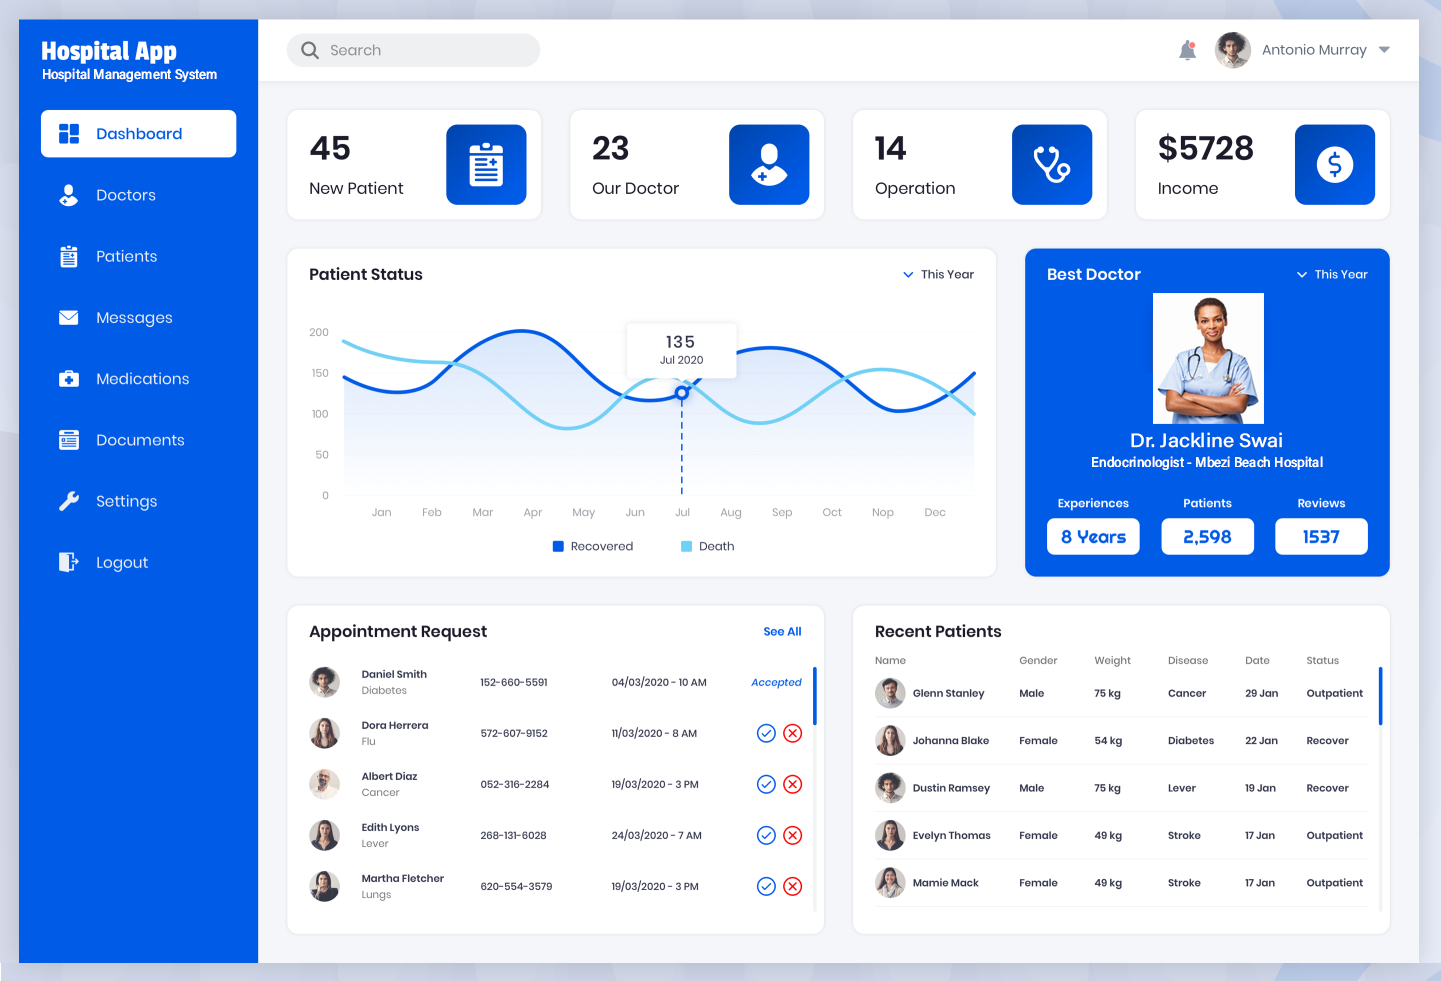 Hospital App
Hospital Management System
Search
Antonio Murray
Dashboard
Doctors
Patients
Messages
Medications
Documents
Settings
Logout
45
New Patient
23
Our Doctor
14
Operation
$5728
Income
Patient Status
This Year
200
150
100
50
0
135
Jul 2020
Jan Feb Mar Apr May Jun Jul Aug Sep Oct Nop Dec
Recovered Death
Best Doctor
This Year
Dr. Jackline Swai
Endocrinologist - Mbezi Beach Hospital
Experiences Patients Reviews
8 Years 2,598 1537
Appointment Request
See All
Daniel Smith
Diabetes
152-660-5591
04/03/2020 - 10 AM
Accepted
Dora Herrera
Flu
572-607-9152
11/03/2020 - 8 AM
Albert Diaz
Cancer
052-316-2284
19/03/2020 - 3 PM
Edith Lyons
Lever
268-131-6028
24/03/2020 - 7 AM
Martha Fletcher
Lungs
620-554-3579
19/03/2020 - 3 PM
Recent Patients
Name Gender Weight Disease Date Status
Glenn Stanley Male 75 kg Cancer 29 Jan Outpatient
Johanna Blake Female 54 kg Diabetes 22 Jan Recover
Dustin Ramsey Male 75 kg Lever 19 Jan Recover
Evelyn Thomas Female 49 kg Stroke 17 Jan Outpatient
Mamie Mack Female 49 kg Stroke 17 Jan Outpatient